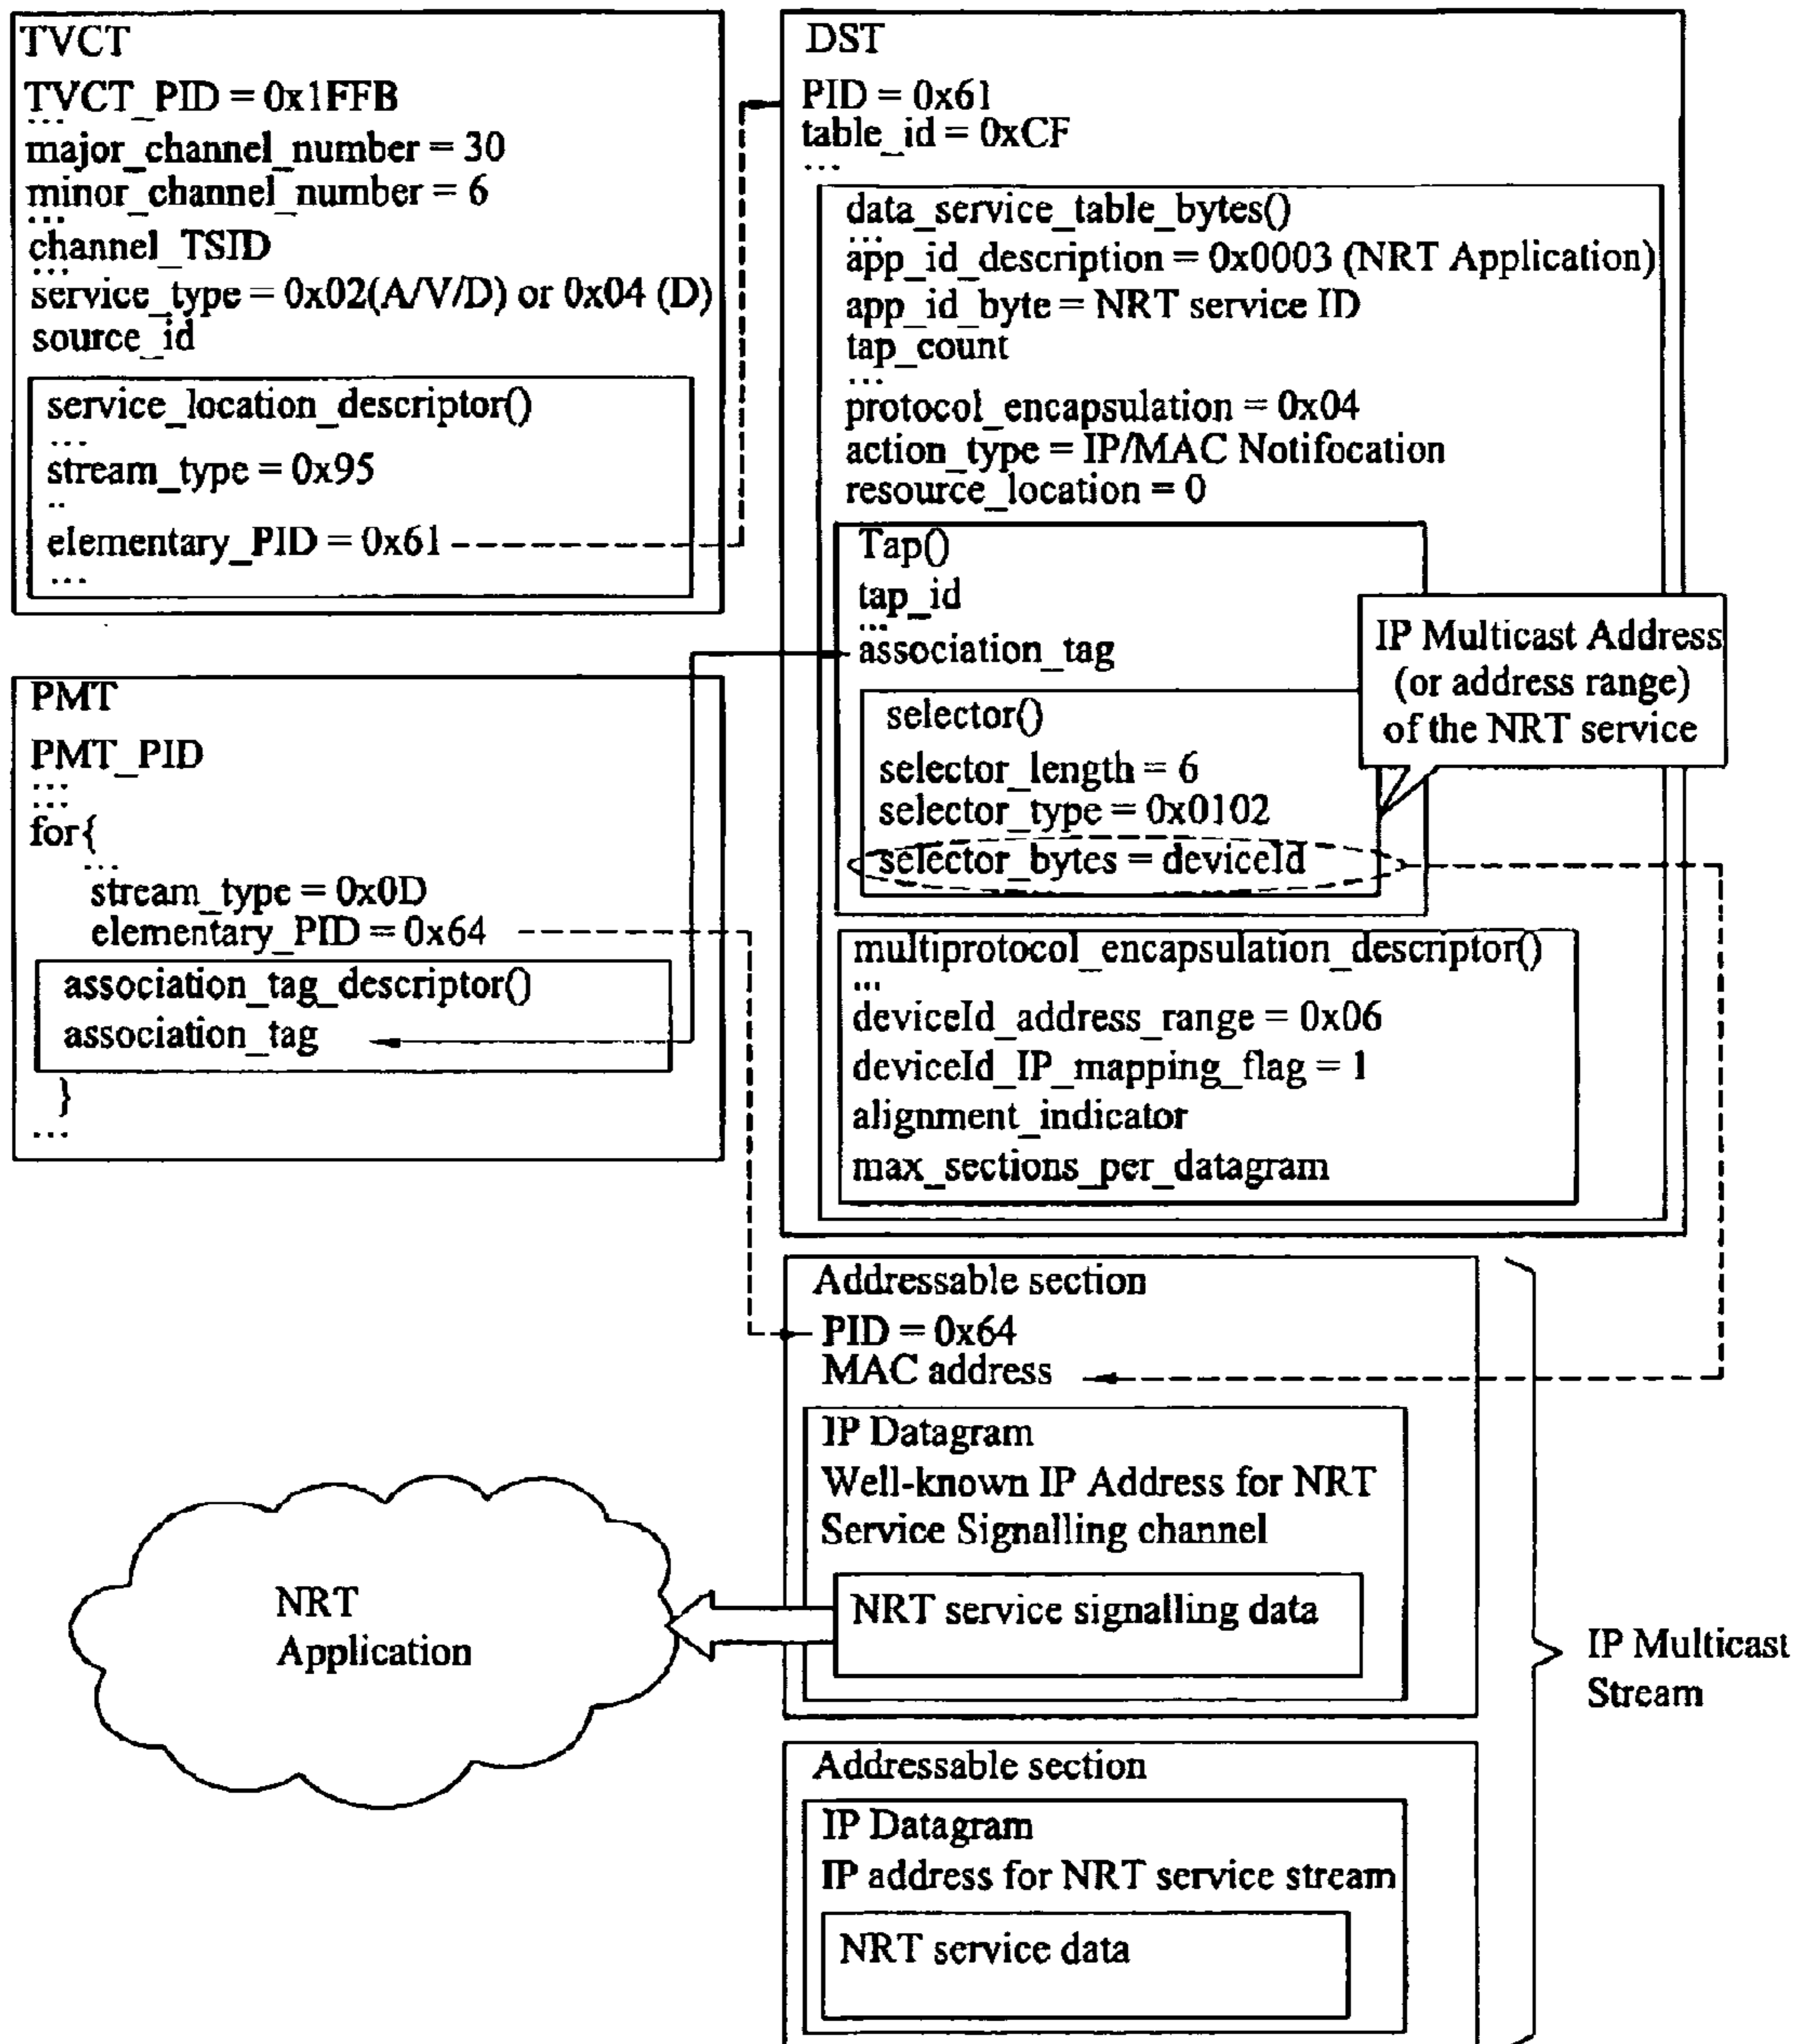 TVCT
TVCT_PID = 0x1FFB
...
major_channel_number = 30
minor_channel_number = 6
...
channel_TSID
...
service_type = 0x02(A/V/D) or 0x04 (D)
source_id
service_location_descriptor()
...
stream_type = 0x95
..
elementary_PID = 0x61
...
PMT
PMT_PID
...
...
for{
...
stream_type = 0x0D
elementary_PID = 0x64
association_tag_descriptor()
association_tag
}
...
DST
PID = 0x61
table_id = 0xCF
...
data_service_table_bytes()
...
app_id_description = 0x0003 (NRT Application)
app_id_byte = NRT service ID
tap_count
...
protocol_encapsulation = 0x04
action_type = IP/MAC Notifocation
resource_location = 0
Tap()
tap_id
...
association_tag
selector()
selector_length = 6
selector_type = 0x0102
selector_bytes = deviceId
IP Multicast Address
(or address range)
of the NRT service
multiprotocol_encapsulation_descriptor()
...
deviceId_address_range = 0x06
deviceId_IP_mapping_flag = 1
alignment_indicator
max_sections_per_datagram
Addressable section
PID = 0x64
MAC address
IP Datagram
Well-known IP Address for NRT
Service Signalling channel
NRT service signalling data
NRT
Application
IP Multicast
Stream
Addressable section
IP Datagram
IP address for NRT service stream
NRT service data